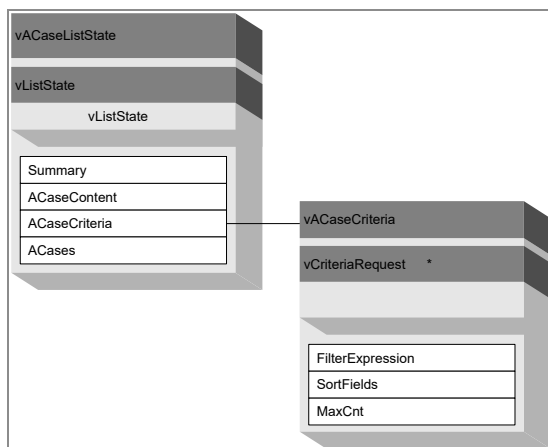 vACaseListState
vListState
vListState
Summary
ACaseContent
ACaseCriteria
ACases
vACaseCriteria
vCriteriaRequest *
FilterExpression
SortFields
MaxCnt